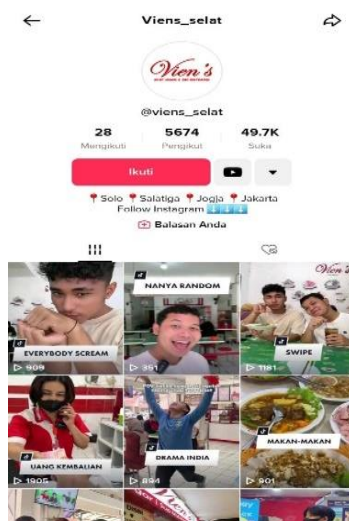 Viens_selat
Vien's
@viens_selat
28 5674 49.7K
Mengikuti Pengikut Suka
Ikuti
Solo Salatiga Jogja Jakarta
Follow Instagram
Balasan Anda
EVERYBODY SCREAM
909
NANYA RANDOM
351
Vien's
SWIPE
1181
UANG KEMBALIAN
1905
DRAMA INDIA
894
MAKAN-MAKAN
901